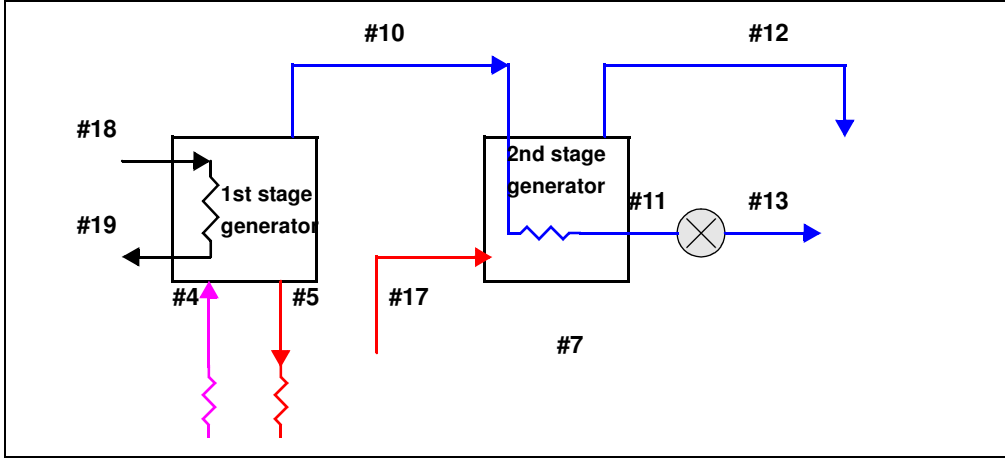 #10
#12
#18
2nd stage
generator
1st stage
generator
#11
#13
#19
#4
#5
#17
#7